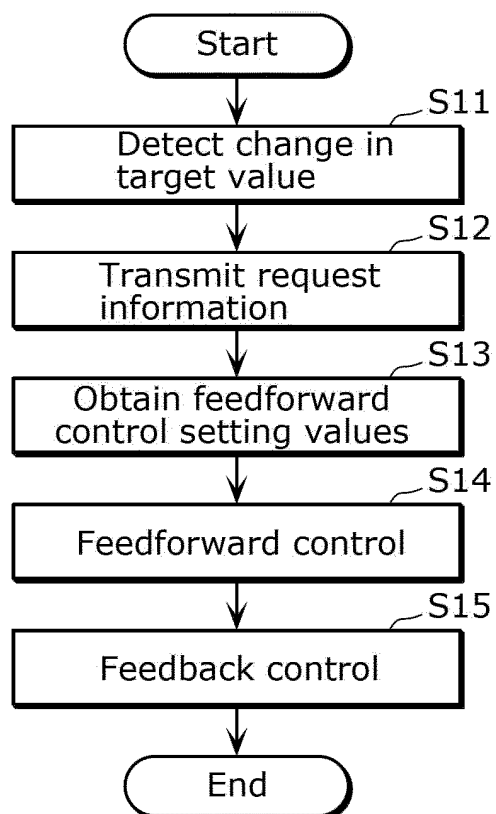 Start
S11
Detect change in
target value
S12
Transmit request
information
S13
Obtain feedforward
control setting values
S14
Feedforward control
S15
Feedback control
End